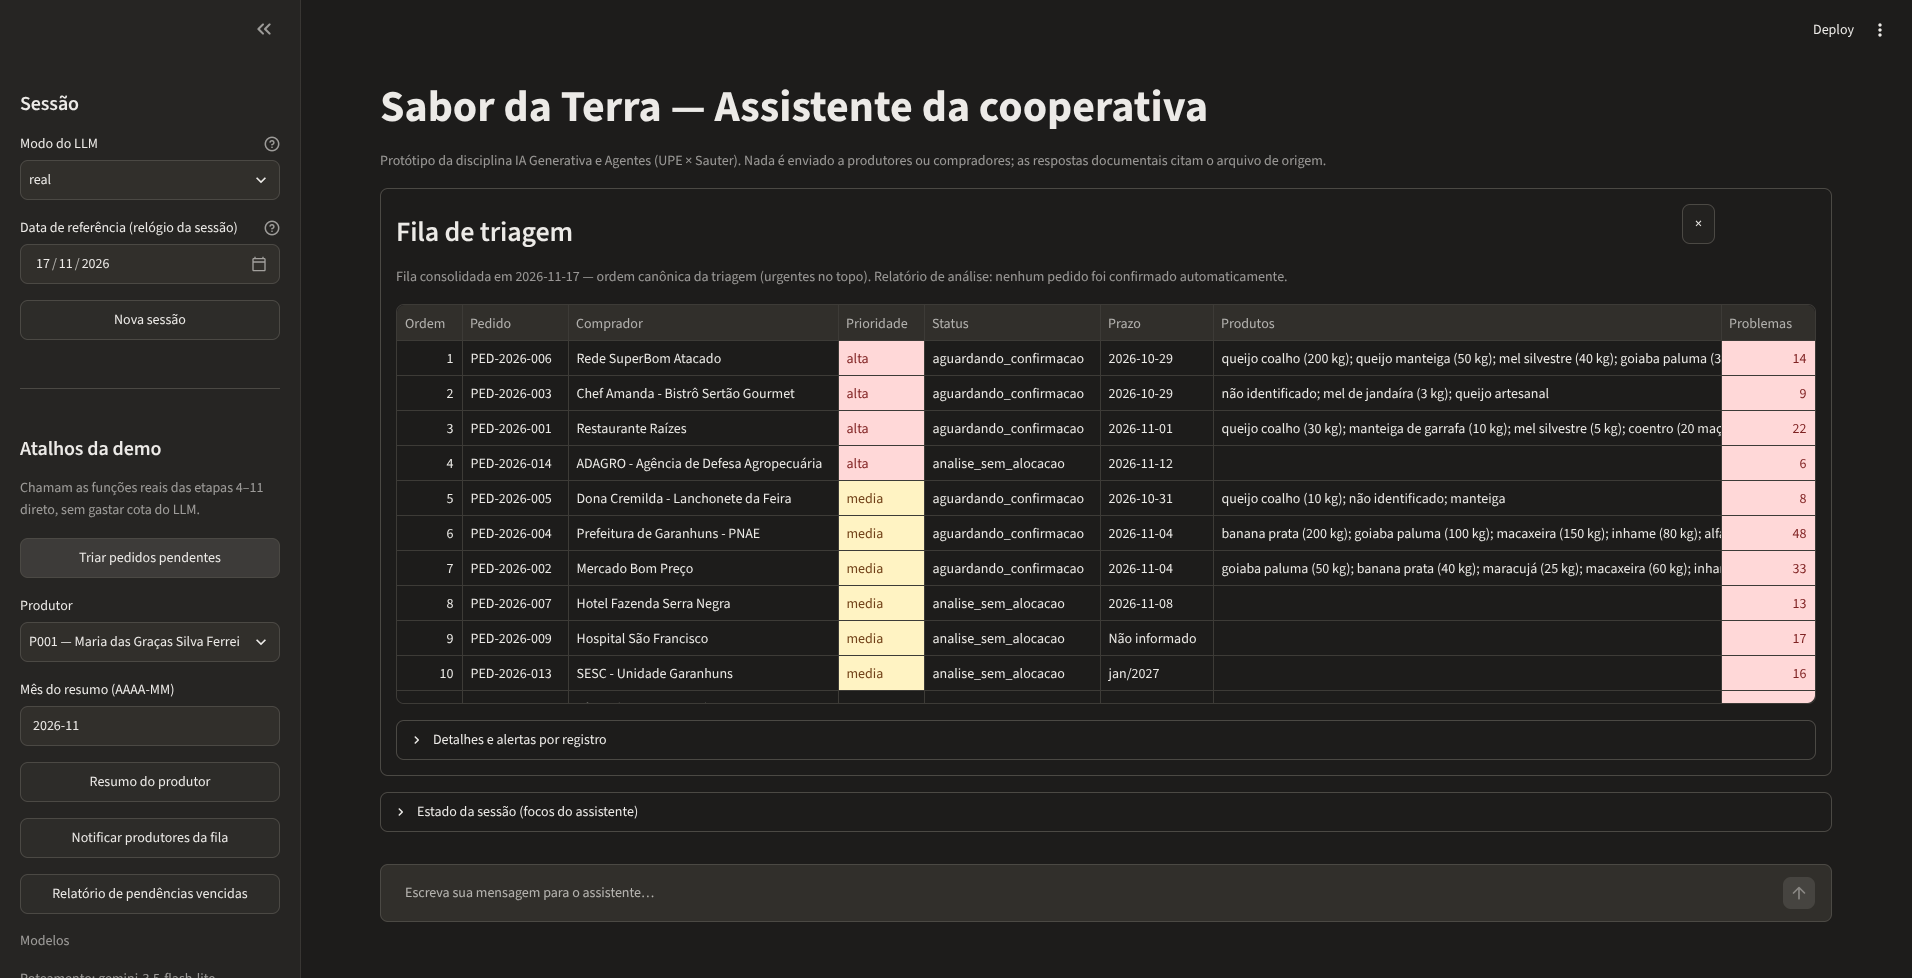 Sessão
Modo do LLM
real
Data de referência (relógio da sessão)
17/11/2026
Nova sessão
Atalhos da demo
Chamam as funções reais das etapas 4–11
direto, sem gastar cota do LLM.
Triar pedidos pendentes
Produtor
P001 — Maria das Graças Silva Ferrei
Mês do resumo (AAAA-MM)
2026-11
Resumo do produtor
Notificar produtores da fila
Relatório de pendências vencidas
Modelos
Deploy
Sabor da Terra — Assistente da cooperativa
Protótipo da disciplina IA Generativa e Agentes (UPE × Sauter). Nada é enviado a produtores ou compradores; as respostas documentais citam o arquivo de origem.
Fila de triagem
×
Fila consolidada em 2026-11-17 — ordem canônica da triagem (urgentes no topo). Relatório de análise: nenhum pedido foi confirmado automaticamente.
Ordem Pedido Comprador Prioridade Status Prazo Produtos Problemas
1 PED-2026-006 Rede SuperBom Atacado alta aguardando_confirmacao 2026-10-29 queijo coalho (200 kg); queijo manteiga (50 kg); mel silvestre (40 kg); goiaba paluma (3 14
2 PED-2026-003 Chef Amanda - Bistrô Sertão Gourmet alta aguardando_confirmacao 2026-10-29 não identificado; mel de jandaíra (3 kg); queijo artesanal 9
3 PED-2026-001 Restaurante Raízes alta aguardando_confirmacao 2026-11-01 queijo coalho (30 kg); manteiga de garrafa (10 kg); mel silvestre (5 kg); coentro (20 maç 22
4 PED-2026-014 ADAGRO - Agência de Defesa Agropecuária alta analise_sem_alocacao 2026-11-12 6
5 PED-2026-005 Dona Cremilda - Lanchonete da Feira media aguardando_confirmacao 2026-10-31 queijo coalho (10 kg); não identificado; manteiga 8
6 PED-2026-004 Prefeitura de Garanhuns - PNAE media aguardando_confirmacao 2026-11-04 banana prata (200 kg); goiaba paluma (100 kg); macaxeira (150 kg); inhame (80 kg); alfa 48
7 PED-2026-002 Mercado Bom Preço media aguardando_confirmacao 2026-11-04 goiaba paluma (50 kg); banana prata (40 kg); maracujá (25 kg); macaxeira (60 kg); inhar 33
8 PED-2026-007 Hotel Fazenda Serra Negra media analise_sem_alocacao 2026-11-08 13
9 PED-2026-009 Hospital São Francisco media analise_sem_alocacao Não informado 17
10 PED-2026-013 SESC - Unidade Garanhuns media analise_sem_alocacao jan/2027 16
Detalhes e alertas por registro
Estado da sessão (focos do assistente)
Escreva sua mensagem para o assistente…